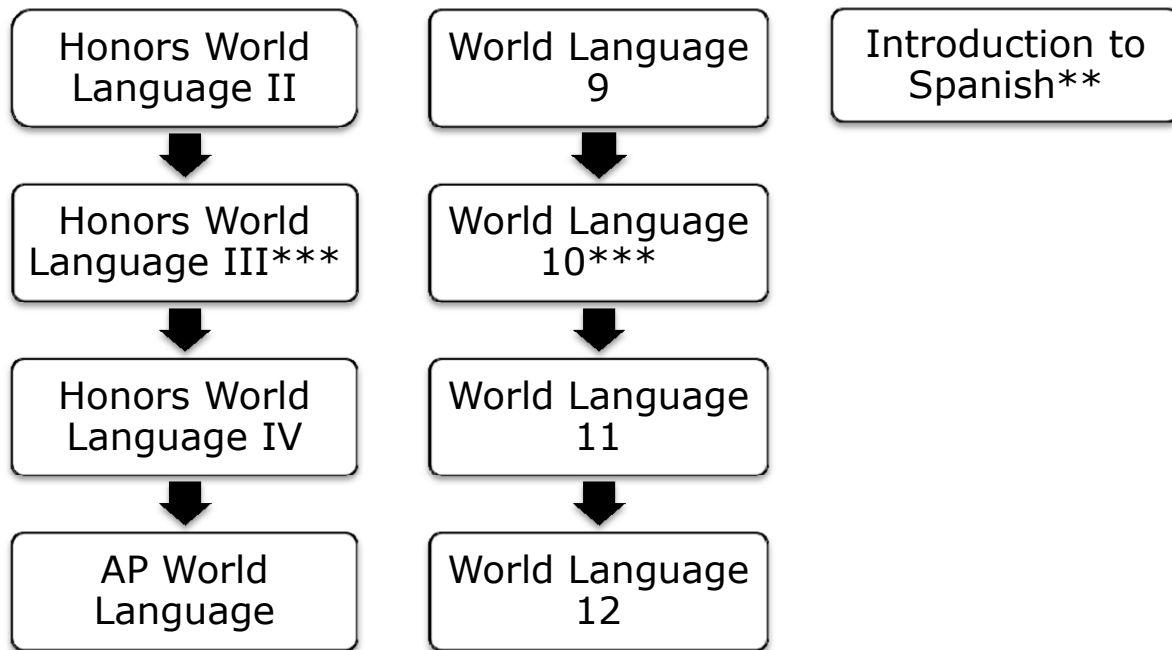 Honors World
Language II
Honors World
Language III***
Honors World
Language IV
AP World
Language
World Language
9
World Language
10***
World Language
11
World Language
12
Introduction to
Spanish**